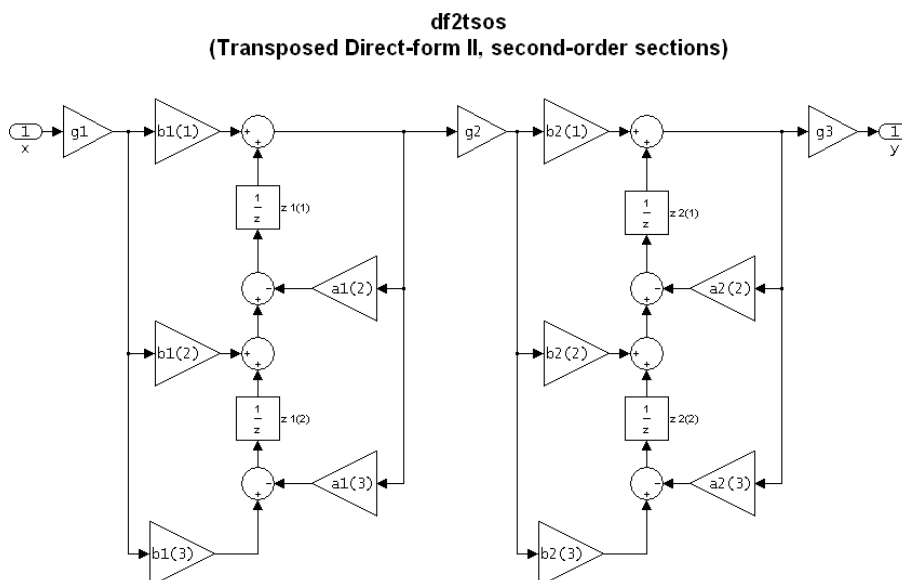 df2tsos
(Transposed Direct-form II, second-order sections)
1
x
g1
b1(1)
+
+
g2
b2(1)
+
+
g3
1
y
1
z
z 1(1)
1
z
z 2(1)
-
+
a1(2)
-
+
a2(2)
b1(2)
+
+
b2(2)
+
+
1
z
z 1(2)
1
z
z 2(2)
-
+
a1(3)
-
+
a2(3)
b1(3)
b2(3)